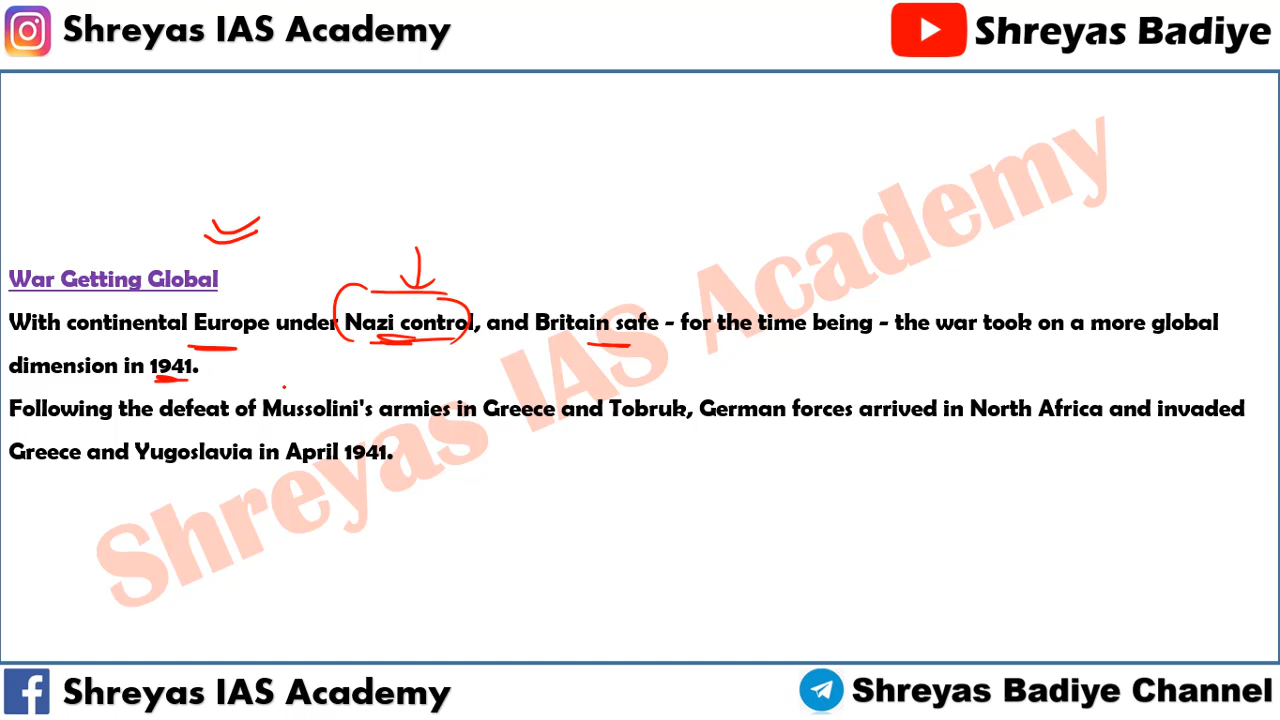 Shreyas IAS Academy
Shreyas Badiye
War Getting Global
With continental Europe under Nazi control, and Britain safe - for the time being - the war took on a more global
dimension in 1941.
Following the defeat of Mussolini's armies in Greece and Tobruk, German forces arrived in North Africa and invaded
Greece and Yugoslavia in April 1941.
Shreyas IAS Academy
Shreyas IAS Academy
Shreyas Badiye Channel